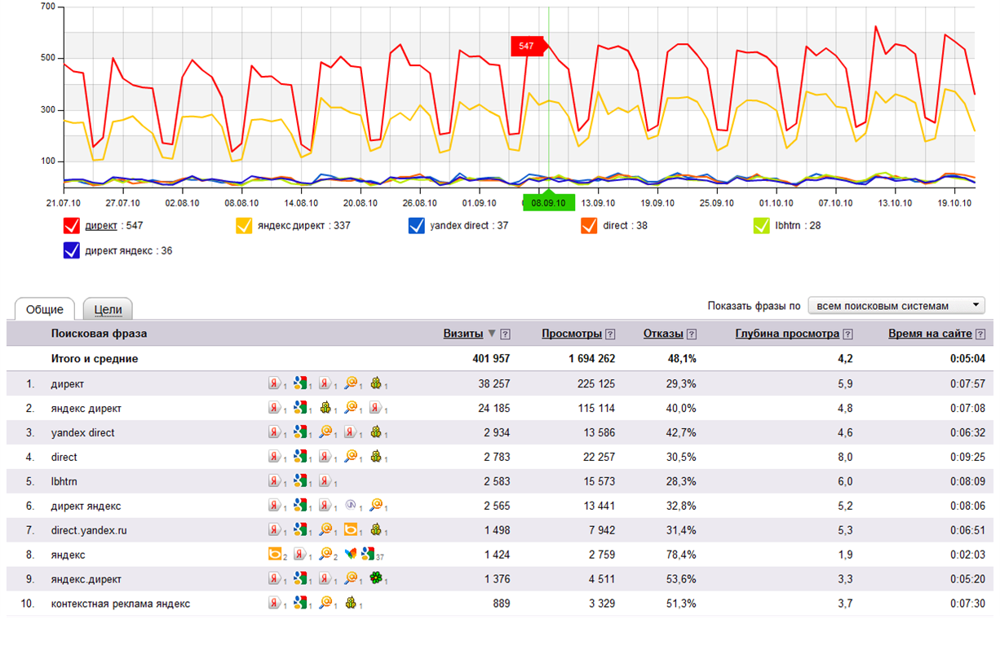 700
500
300
100
547
21.07.10 27.07.10 02.08.10 08.08.10 14.08.10 20.08.10 26.08.10 01.09.10 08.09.10 13.09.10 19.09.10 25.09.10 01.10.10 07.10.10 13.10.10 19.10.10
директ : 547 яндекс директ : 337 yandex direct : 37 direct : 38 lbhtrn : 28
директ яндекс : 36
Общие Цели Показать фразы по всем поисковым системам
Поисковая фраза Визиты ▼ ? Просмотры ? Отказы ? Глубина просмотра ? Время на сайте ?
Итого и средние 401 957 1 694 262 48,1% 4,2 0:05:04
1. директ Я 1 1 Я 1 1 1 38 257 225 125 29,3% 5,9 0:07:57
2. яндекс директ Я 1 1 1 1 Я 1 24 185 115 114 40,0% 4,8 0:07:08
3. yandex direct Я 1 1 1 Я 1 1 2 934 13 586 42,7% 4,6 0:06:32
4. direct Я 1 1 Я 1 1 1 2 783 22 257 30,5% 8,0 0:09:25
5. lbhtrn Я 1 1 Я 1 2 583 15 573 28,3% 6,0 0:08:09
6. директ яндекс Я 1 1 Я 1 1 1 2 565 13 441 32,8% 5,2 0:08:06
7. direct.yandex.ru Я 1 1 1 1 1 1 498 7 942 31,4% 5,3 0:06:51
8. яндекс 2 Я 1 2 37 1 424 2 759 78,4% 1,9 0:02:03
9. яндекс.директ Я 1 1 Я 1 1 1 1 376 4 511 53,6% 3,3 0:05:20
10. контекстная реклама яндекс Я 1 1 1 1 889 3 329 51,3% 3,7 0:07:30